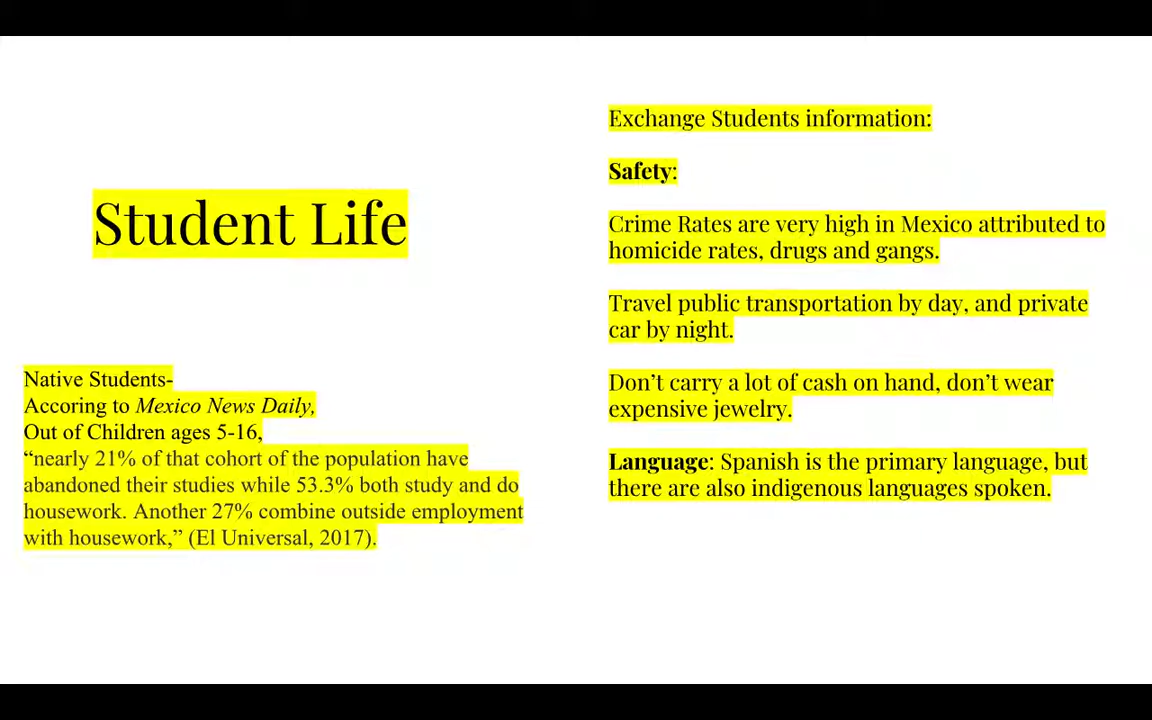 Student Life
Native Students-
Accoring to Mexico News Daily,
Out of Children ages 5-16,
“nearly 21% of that cohort of the population have
abandoned their studies while 53.3% both study and do
housework. Another 27% combine outside employment
with housework,” (El Universal, 2017).
Exchange Students information:
Safety:
Crime Rates are very high in Mexico attributed to
homicide rates, drugs and gangs.
Travel public transportation by day, and private
car by night.
Don’t carry a lot of cash on hand, don’t wear
expensive jewelry.
Language: Spanish is the primary language, but
there are also indigenous languages spoken.